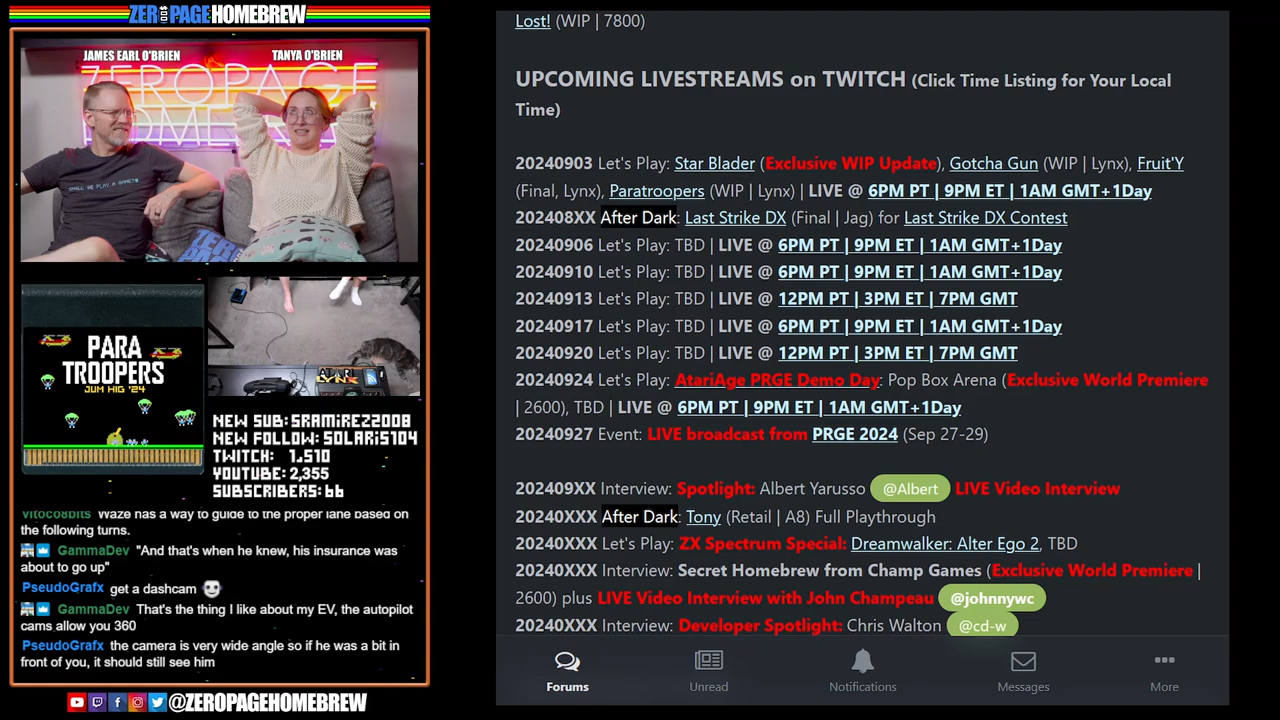 ZEROPAGEHOMEBREW
JAMES EARL O'BRIEN
TANYA O'BRIEN
ZEROPAGE
HOMEBREW
SHALL WE PLAY A GAME?
PARA
TROOPERS
JUM HIG '24
ATARI
LYNX
NEW SUB: SRAMIREZ2008
NEW FOLLOW: SOLARIS104
TWITCH: 1,510
YOUTUBE: 2,355
SUBSCRIBERS: 66
Vitoco8bits Waze has a way to guide to the proper lane based on
the following turns.
GammaDev "And that's when he knew, his insurance was
about to go up"
PseudoGrafx get a dashcam
GammaDev That's the thing I like about my EV, the autopilot
cams allow you 360
PseudoGrafx the camera is very wide angle so if he was a bit in
front of you, it should still see him
@ZEROPAGEHOMEBREW
Lost! (WIP | 7800)
UPCOMING LIVESTREAMS on TWITCH (Click Time Listing for Your Local
Time)
20240903 Let's Play: Star Blader (Exclusive WIP Update), Gotcha Gun (WIP | Lynx), Fruit'Y
(Final, Lynx), Paratroopers (WIP | Lynx) | LIVE @ 6PM PT | 9PM ET | 1AM GMT+1Day
202408XX After Dark: Last Strike DX (Final | Jag) for Last Strike DX Contest
20240906 Let's Play: TBD | LIVE @ 6PM PT | 9PM ET | 1AM GMT+1Day
20240910 Let's Play: TBD | LIVE @ 6PM PT | 9PM ET | 1AM GMT+1Day
20240913 Let's Play: TBD | LIVE @ 12PM PT | 3PM ET | 7PM GMT
20240917 Let's Play: TBD | LIVE @ 6PM PT | 9PM ET | 1AM GMT+1Day
20240920 Let's Play: TBD | LIVE @ 12PM PT | 3PM ET | 7PM GMT
20240924 Let's Play: AtariAge PRGE Demo Day: Pop Box Arena (Exclusive World Premiere
| 2600), TBD | LIVE @ 6PM PT | 9PM ET | 1AM GMT+1Day
20240927 Event: LIVE broadcast from PRGE 2024 (Sep 27-29)
202409XX Interview: Spotlight: Albert Yarusso @Albert LIVE Video Interview
20240XXX After Dark: Tony (Retail | A8) Full Playthrough
20240XXX Let's Play: ZX Spectrum Special: Dreamwalker: Alter Ego 2, TBD
20240XXX Interview: Secret Homebrew from Champ Games (Exclusive World Premiere |
2600) plus LIVE Video Interview with John Champeau @johnnywc
20240XXX Interview: Developer Spotlight: Chris Walton @cd-w
Forums
Unread
Notifications
Messages
More